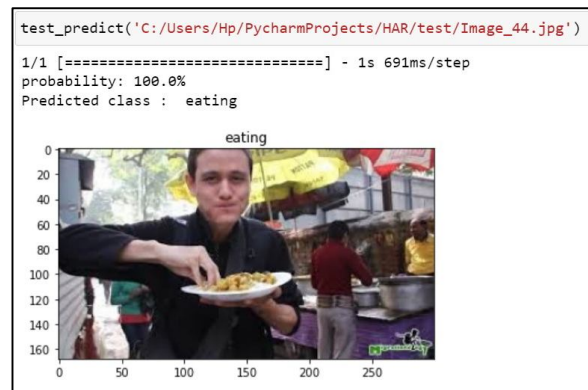 test_predict('C:/Users/Hp/PycharmProjects/HAR/test/Image_44.jpg')
1/1 [==============================] - 1s 691ms/step
probability: 100.0%
Predicted class :  eating
eating
0
20
40
60
80
100
120
140
160
0 50 100 150 200 250